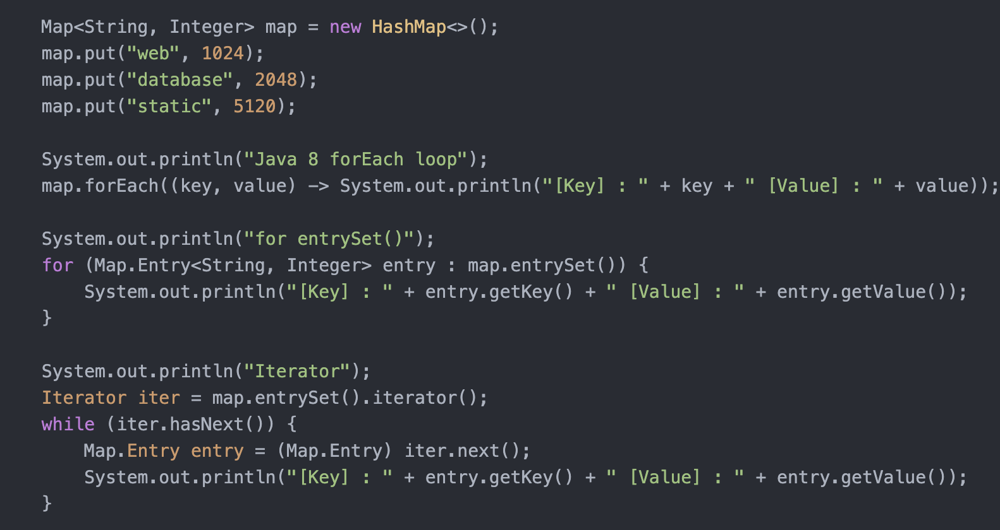 Map<String, Integer> map = new HashMap<>();
map.put("web", 1024);
map.put("database", 2048);
map.put("static", 5120);
System.out.println("Java 8 forEach loop");
map.forEach((key, value) -> System.out.println("[Key] : " + key + " [Value] : " + value));
System.out.println("for entrySet()");
for (Map.Entry<String, Integer> entry : map.entrySet()) {
    System.out.println("[Key] : " + entry.getKey() + " [Value] : " + entry.getValue());
}
System.out.println("Iterator");
Iterator iter = map.entrySet().iterator();
while (iter.hasNext()) {
    Map.Entry entry = (Map.Entry) iter.next();
    System.out.println("[Key] : " + entry.getKey() + " [Value] : " + entry.getValue());
}